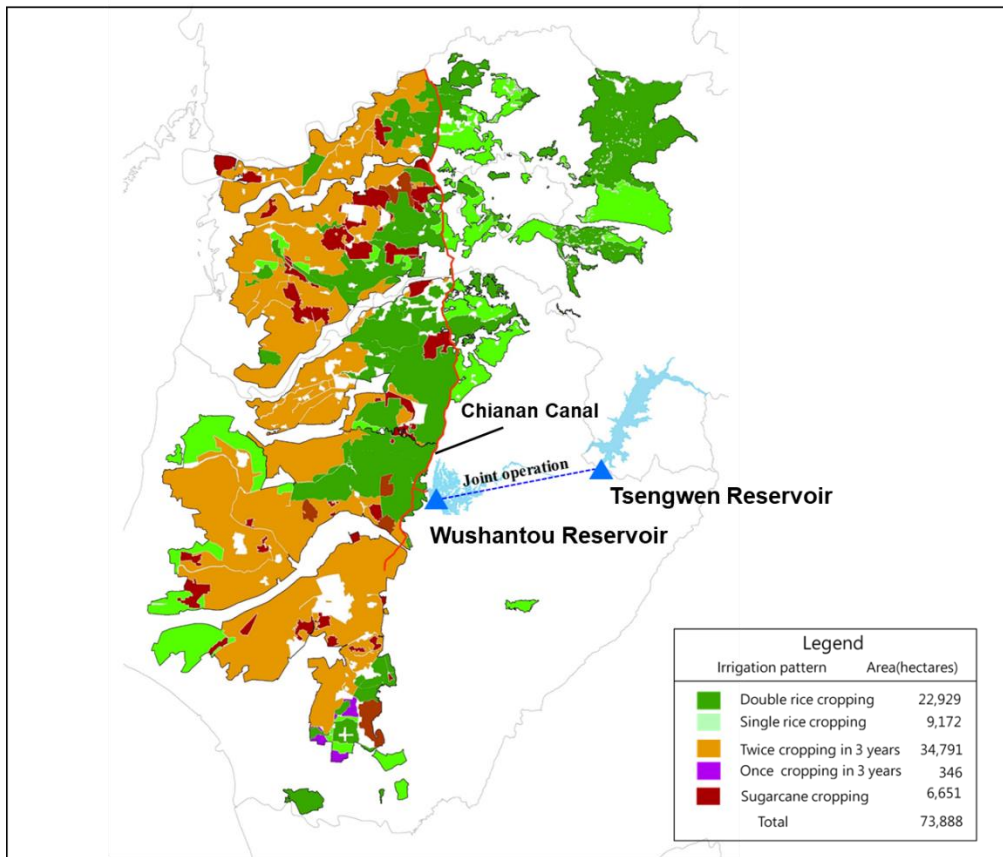 Chianan Canal
Joint operation
Tsengwen Reservoir
Wushantou Reservoir
Legend
Irrigation pattern Area(hectares)
Double rice cropping 22,929
Single rice cropping 9,172
Twice cropping in 3 years 34,791
Once cropping in 3 years 346
Sugarcane cropping 6,651
Total 73,888